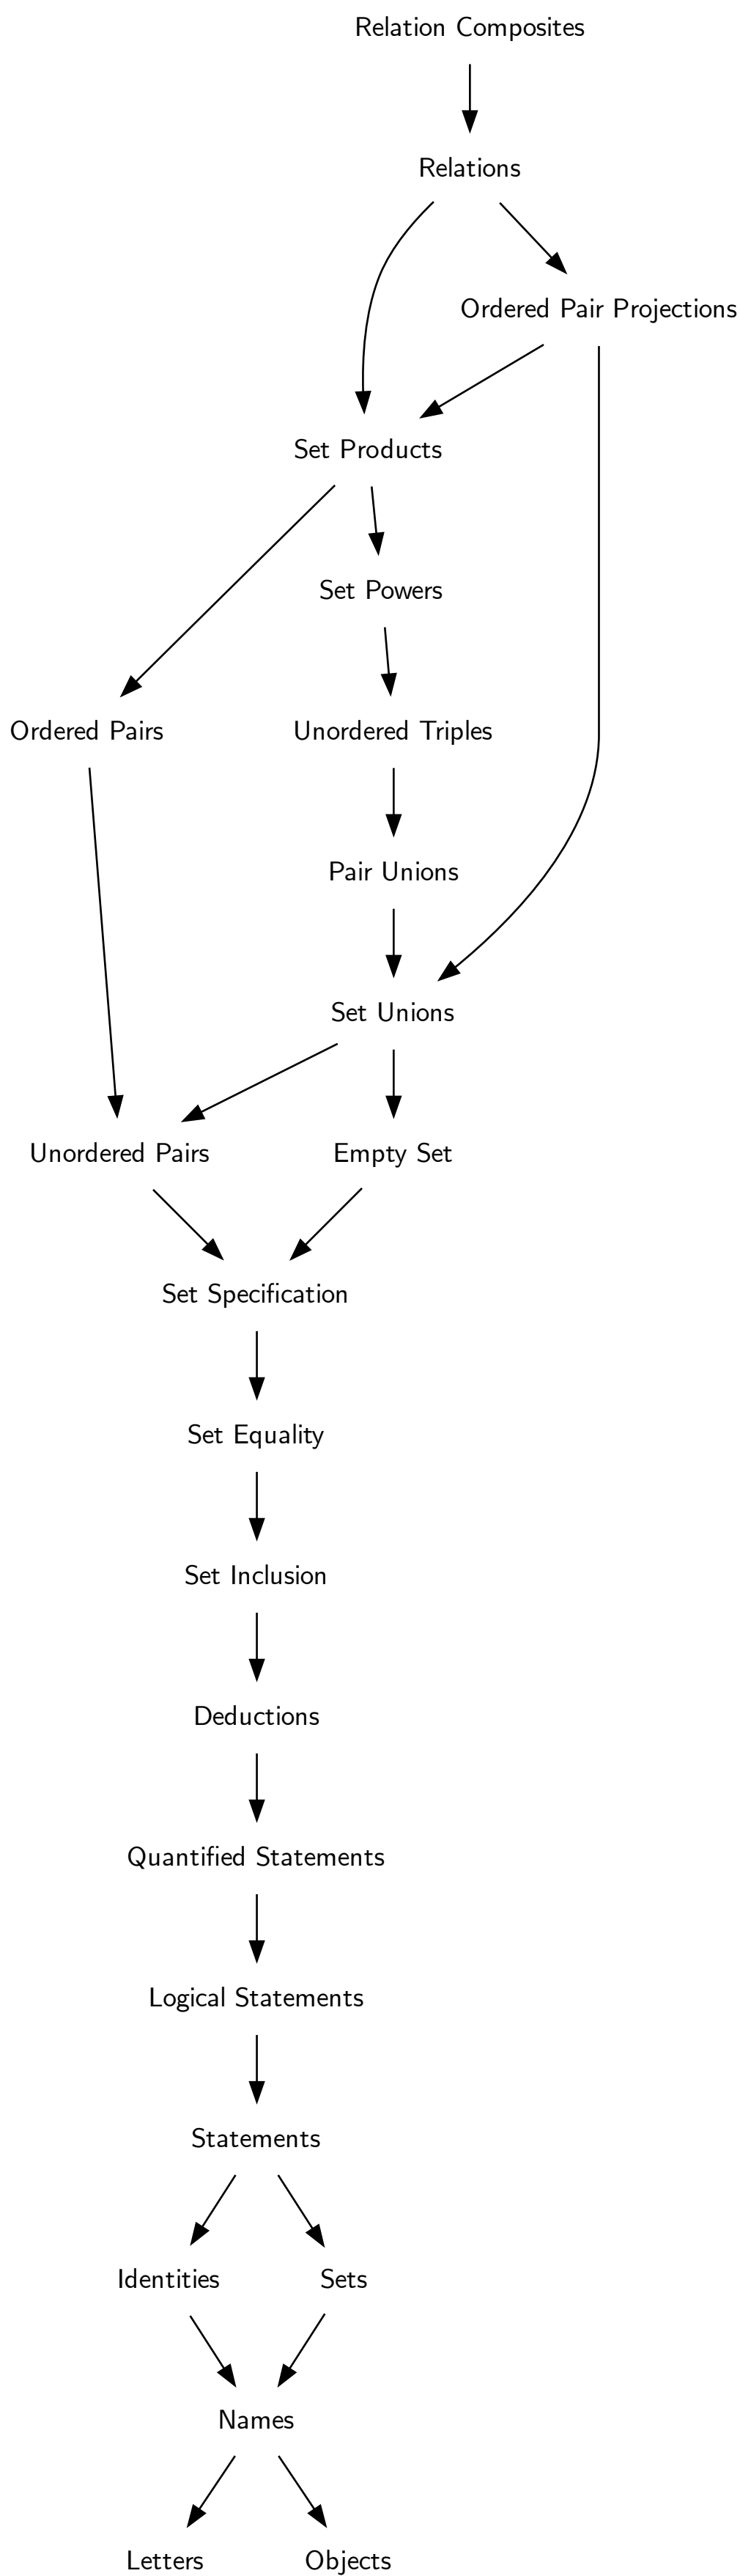 Relation Composites
Relations
Ordered Pair Projections
Set Products
Set Powers
Ordered Pairs
Unordered Triples
Pair Unions
Set Unions
Unordered Pairs
Empty Set
Set Specification
Set Equality
Set Inclusion
Deductions
Quantified Statements
Logical Statements
Statements
Identities
Sets
Names
Letters
Objects